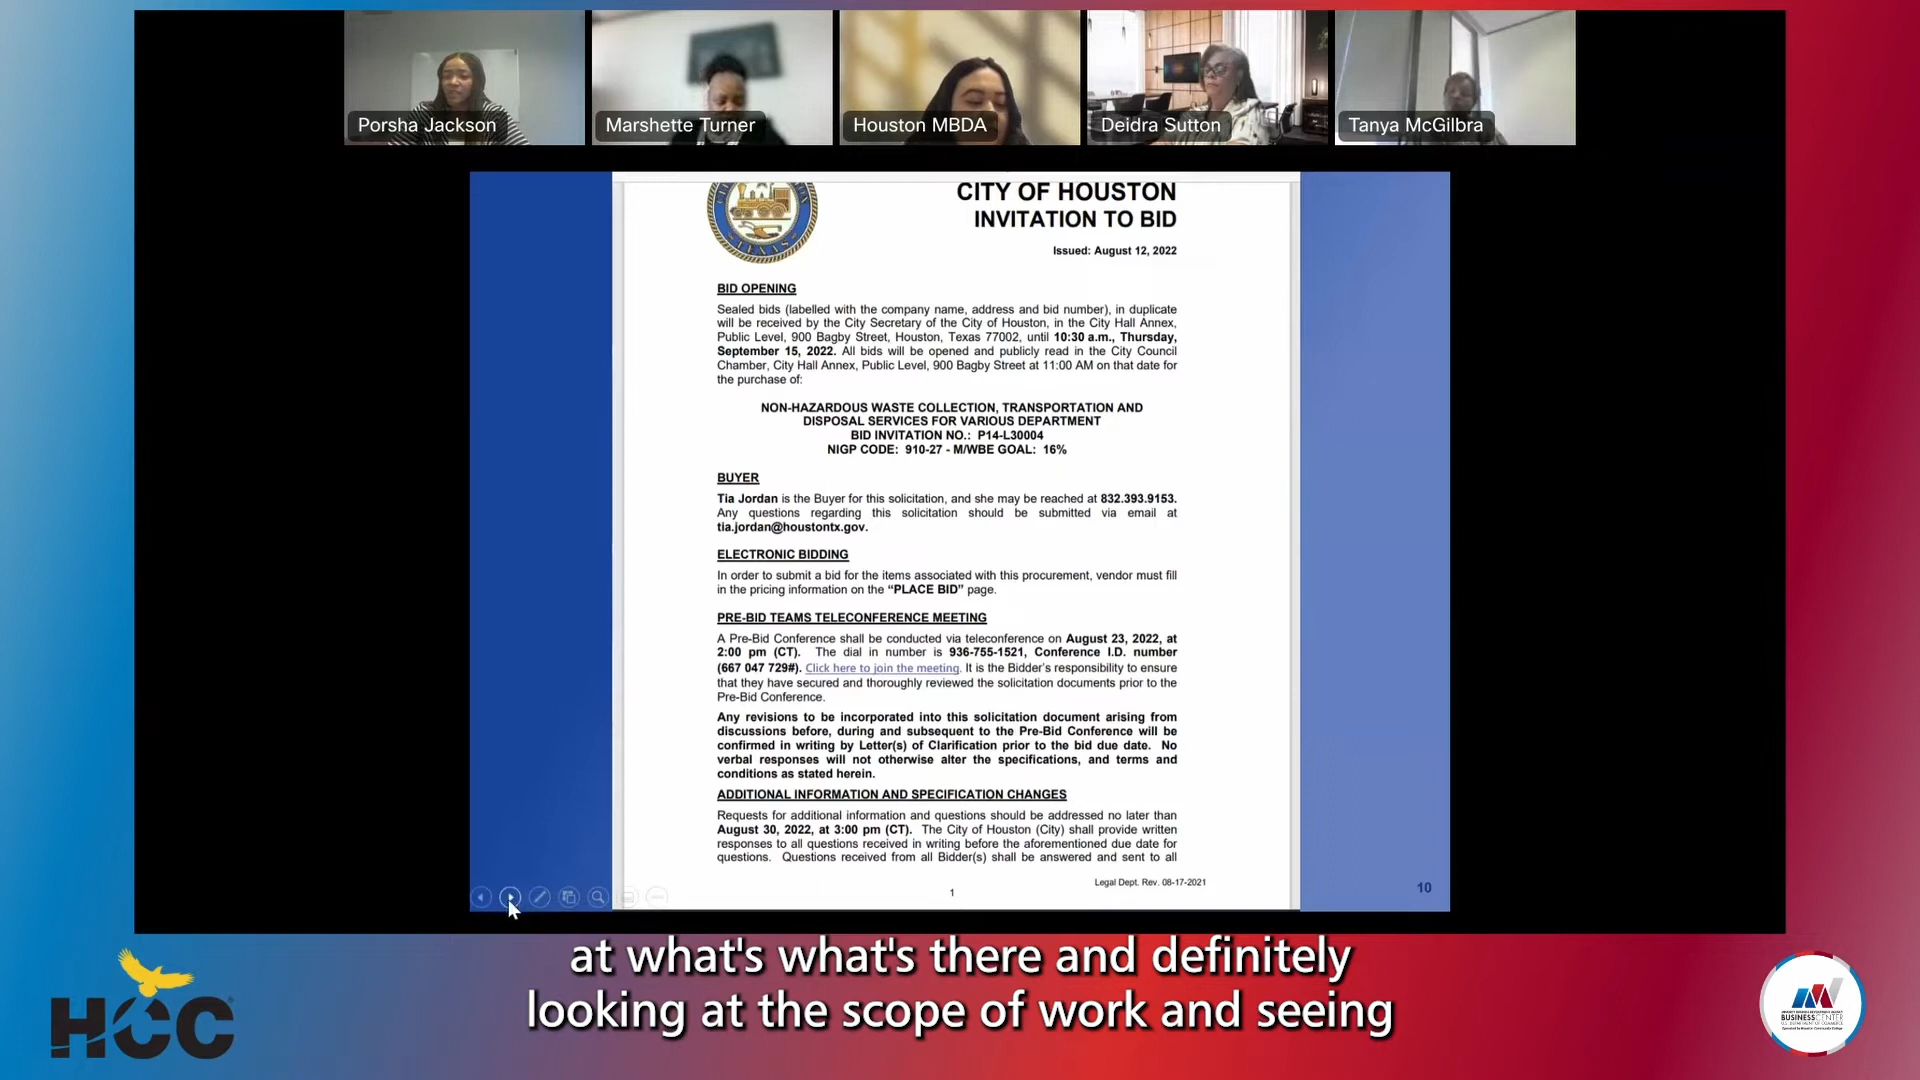 Porsha Jackson
Marshette Turner
Houston MBDA
Deidra Sutton
Tanya McGilbra
TEXAS
CITY OF HOUSTON
INVITATION TO BID
Issued: August 12, 2022
BID OPENING
Sealed bids (labelled with the company name, address and bid number), in duplicate
will be received by the City Secretary of the City of Houston, in the City Hall Annex,
Public Level, 900 Bagby Street, Houston, Texas 77002, until 10:30 a.m., Thursday,
September 15, 2022. All bids will be opened and publicly read in the City Council
Chamber, City Hall Annex, Public Level, 900 Bagby Street at 11:00 AM on that date for
the purchase of:
NON-HAZARDOUS WASTE COLLECTION, TRANSPORTATION AND
DISPOSAL SERVICES FOR VARIOUS DEPARTMENT
BID INVITATION NO.: P14-L30004
NIGP CODE: 910-27 - M/WBE GOAL: 16%
BUYER
Tia Jordan is the Buyer for this solicitation, and she may be reached at 832.393.9153.
Any questions regarding this solicitation should be submitted via email at
tia.jordan@houstontx.gov.
ELECTRONIC BIDDING
In order to submit a bid for the items associated with this procurement, vendor must fill
in the pricing information on the “PLACE BID” page.
PRE-BID TEAMS TELECONFERENCE MEETING
A Pre-Bid Conference shall be conducted via teleconference on August 23, 2022, at
2:00 pm (CT). The dial in number is 936-755-1521, Conference I.D. number
(667 047 729#). Click here to join the meeting. It is the Bidder's responsibility to ensure
that they have secured and thoroughly reviewed the solicitation documents prior to the
Pre-Bid Conference.
Any revisions to be incorporated into this solicitation document arising from
discussions before, during and subsequent to the Pre-Bid Conference will be
confirmed in writing by Letter(s) of Clarification prior to the bid due date. No
verbal responses will not otherwise alter the specifications, and terms and
conditions as stated herein.
ADDITIONAL INFORMATION AND SPECIFICATION CHANGES
Requests for additional information and questions should be addressed no later than
August 30, 2022, at 3:00 pm (CT). The City of Houston (City) shall provide written
responses to all questions received in writing before the aforementioned due date for
questions. Questions received from all Bidder(s) shall be answered and sent to all
Legal Dept. Rev. 08-17-2021
1
10
at what's what's there and definitely
looking at the scope of work and seeing
HCC
BUSINESS CENTER